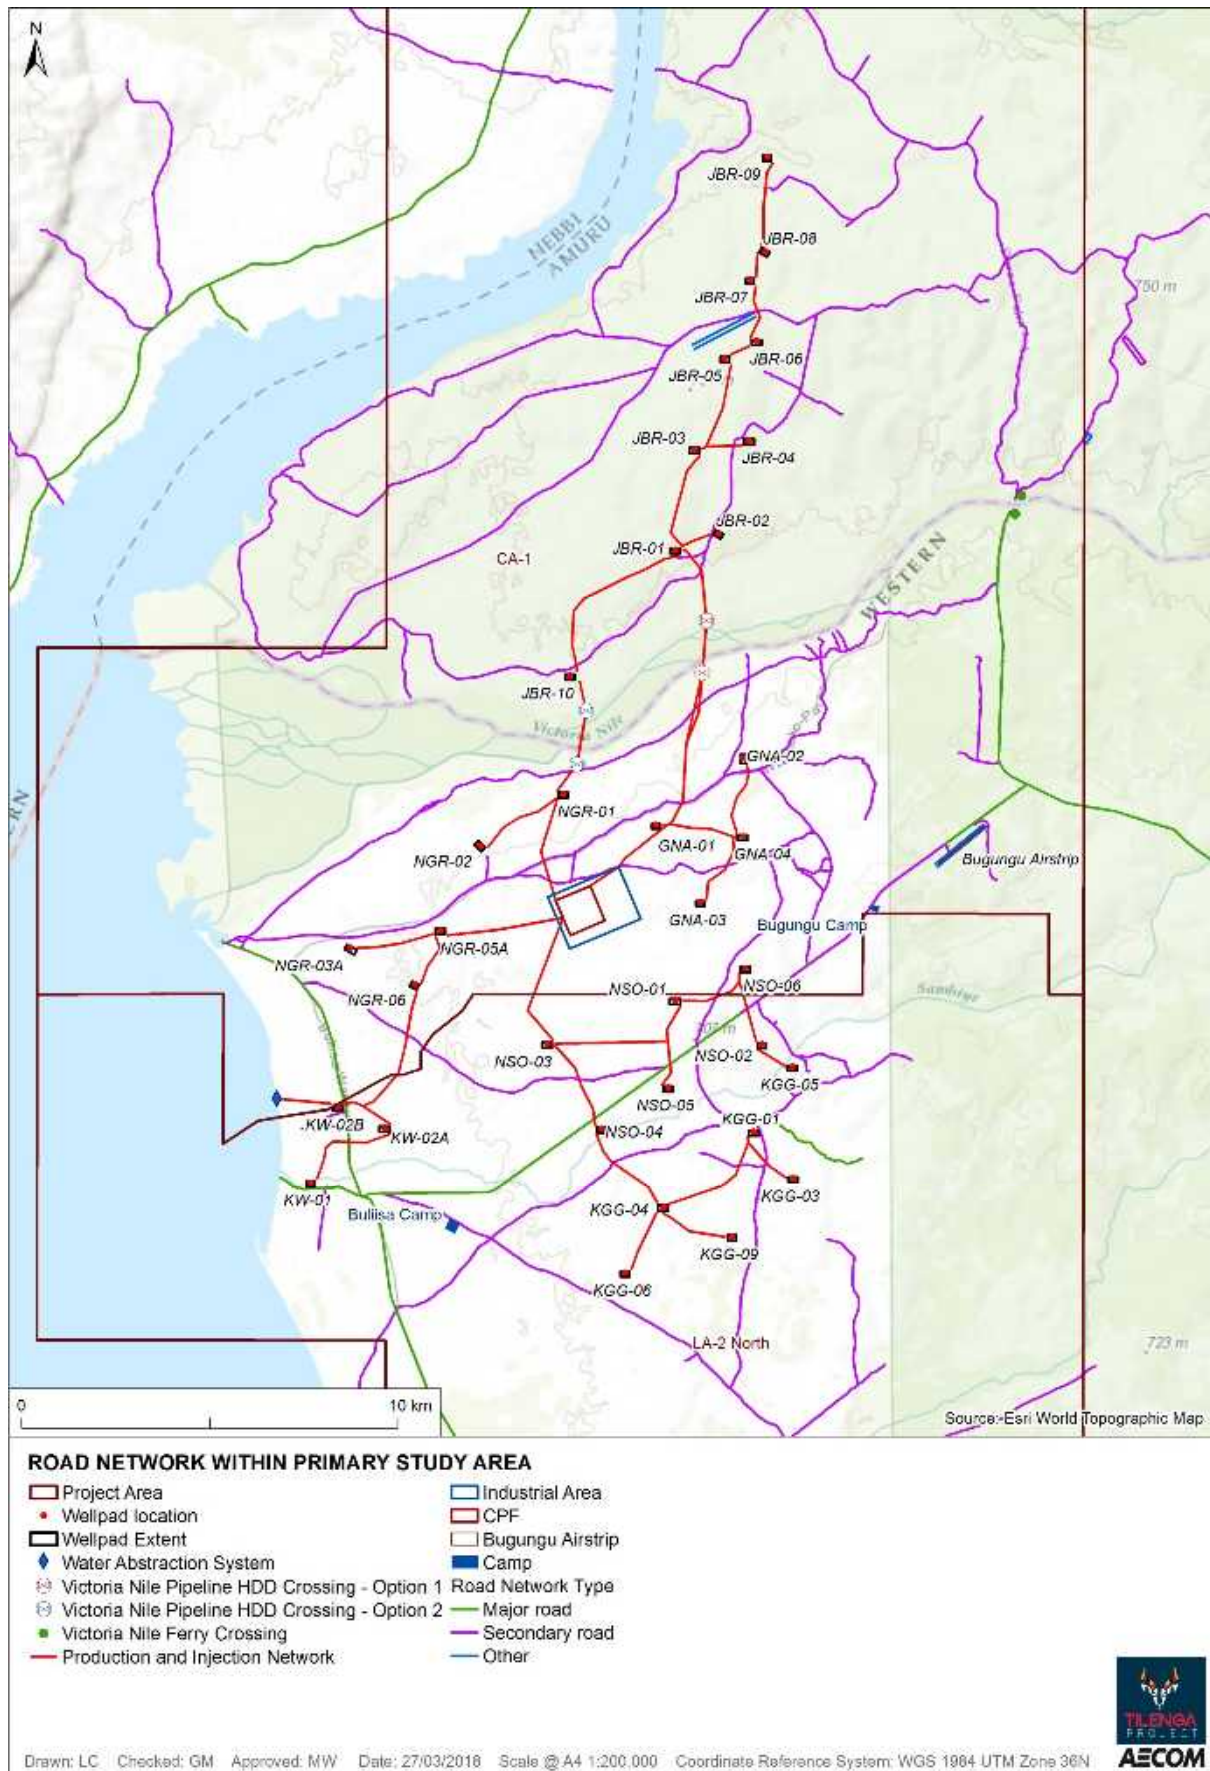 N
JBR-09
NEBBI
AMURU
JBR-08
JBR-07
750 m
JBR-06
JBR-05
JBR-03
JBR-04
JBR-02
JBR-01
CA-1
WESTERN
JBR-10
Victoria Nile
GNA-02
ERN
NGR-01
GNA-01
GNA-04
NGR-02
Bugungu Airstrip
GNA-03
Bugungu Camp
NGR-05A
NGR-03A
NGR-06
NSO-01
NSO-06
NSO-03
NSO-02
KGG-05
NSO-05
KW-02B
KW-02A
NSO-04
KGG-01
KW-01
KGG-03
Buliisa Camp
KGG-04
KGG-09
KGG-06
LA-2 North
723 m
0
10 km
Source: Esri World Topographic Map
ROAD NETWORK WITHIN PRIMARY STUDY AREA
Project Area
Wellpad location
Wellpad Extent
Water Abstraction System
Victoria Nile Pipeline HDD Crossing - Option 1
Victoria Nile Pipeline HDD Crossing - Option 2
Victoria Nile Ferry Crossing
Production and Injection Network
Industrial Area
CPF
Bugungu Airstrip
Camp
Road Network Type
Major road
Secondary road
Other
TILENGA
PROJECT
AECOM
Drawn: LC Checked: GM Approved: MW Date: 27/03/2018 Scale @ A4 1:200,000 Coordinate Reference System: WGS 1984 UTM Zone 36N